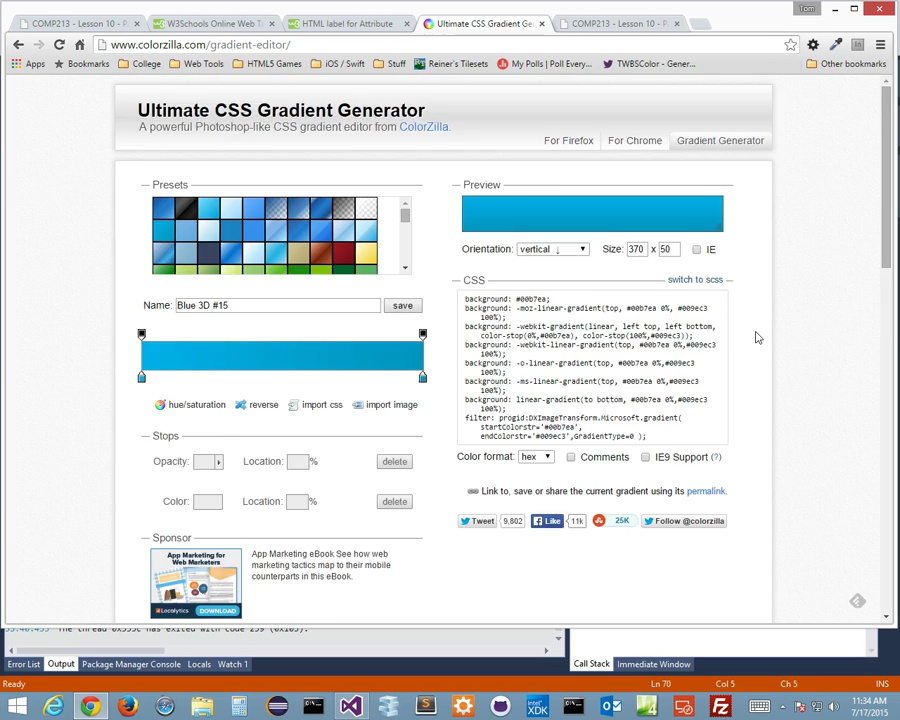 Tom
COMP213 - Lesson 10 - P
W3Schools Online Web T
HTML label for Attribute
Ultimate CSS Gradient Gen
COMP213 - Lesson 10 - P
www.colorzilla.com/gradient-editor/
Apps
Bookmarks
College
Web Tools
HTML5 Games
iOS / Swift
Stuff
Reiner's Tilesets
My Polls | Poll Every...
TWBSColor - Gener...
Other bookmarks
Ultimate CSS Gradient Generator
A powerful Photoshop-like CSS gradient editor from ColorZilla.
For Firefox
For Chrome
Gradient Generator
Presets
Name: Blue 3D #15
save
hue/saturation
reverse
import css
import image
Stops
Opacity:
Location: %
delete
Color:
Location: %
delete
Sponsor
App Marketing for
Web Marketers
Localytics
DOWNLOAD
App Marketing eBook See how web
marketing tactics map to their mobile
counterparts in this eBook.
Preview
Orientation: vertical ↓
Size: 370 x 50
IE
CSS
switch to scss
background: #00b7ea;
background: -moz-linear-gradient(top, #00b7ea 0%, #009ec3
100%);
background: -webkit-gradient(linear, left top, left bottom,
color-stop(0%,#00b7ea), color-stop(100%,#009ec3));
background: -webkit-linear-gradient(top, #00b7ea 0%,#009ec3
100%);
background: -o-linear-gradient(top, #00b7ea 0%,#009ec3
100%);
background: -ms-linear-gradient(top, #00b7ea 0%,#009ec3
100%);
background: linear-gradient(to bottom, #00b7ea 0%,#009ec3
100%);
filter: progid:DXImageTransform.Microsoft.gradient(
startColorstr='#00b7ea',
endColorstr='#009ec3',GradientType=0 );
Color format: hex
Comments
IE9 Support (?)
Link to, save or share the current gradient using its permalink.
Tweet 9,802
Like 11k
25K
Follow @colorzilla
Error List
Output
Package Manager Console
Locals
Watch 1
Call Stack
Immediate Window
Ready
Ln 70
Col 5
Ch 5
INS
11:34 AM
7/17/2015